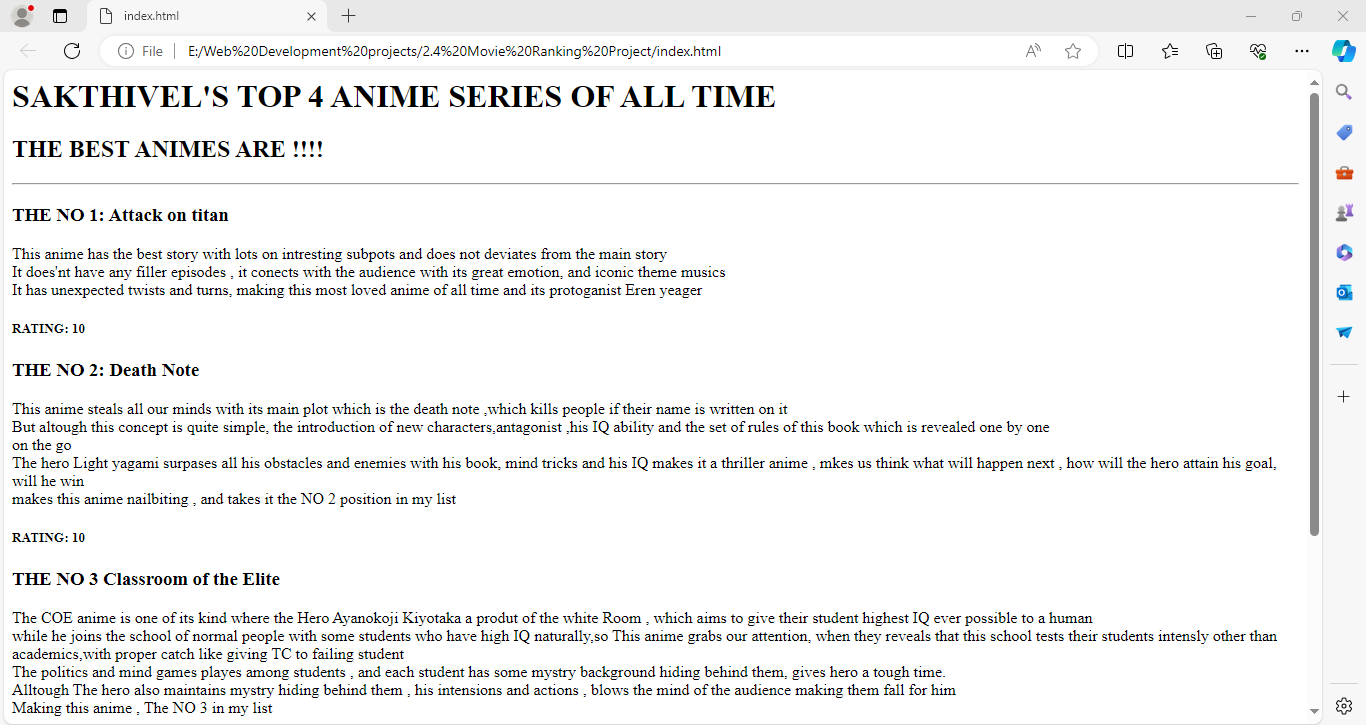 index.html
File
E:/Web%20Development%20projects/2.4%20Movie%20Ranking%20Project/index.html
SAKTHIVEL'S TOP 4 ANIME SERIES OF ALL TIME
THE BEST ANIMES ARE !!!!
THE NO 1: Attack on titan
This anime has the best story with lots on intresting subpots and does not deviates from the main story
It does'nt have any filler episodes , it conects with the audience with its great emotion, and iconic theme musics
It has unexpected twists and turns, making this most loved anime of all time and its protoganist Eren yeager
RATING: 10
THE NO 2: Death Note
This anime steals all our minds with its main plot which is the death note ,which kills people if their name is written on it
But altough this concept is quite simple, the introduction of new characters,antagonist ,his IQ ability and the set of rules of this book which is revealed one by one
on the go
The hero Light yagami surpases all his obstacles and enemies with his book, mind tricks and his IQ makes it a thriller anime , mkes us think what will happen next , how will the hero attain his goal,
will he win
makes this anime nailbiting , and takes it the NO 2 position in my list
RATING: 10
THE NO 3 Classroom of the Elite
The COE anime is one of its kind where the Hero Ayanokoji Kiyotaka a produt of the white Room , which aims to give their student highest IQ ever possible to a human
while he joins the school of normal people with some students who have high IQ naturally,so This anime grabs our attention, when they reveals that this school tests their students intensly other than
academics,with proper catch like giving TC to failing student
The politics and mind games playes among students , and each student has some mystry background hiding behind them, gives hero a tough time.
Alltough The hero also maintains mystry hiding behind them , his intensions and actions , blows the mind of the audience making them fall for him
Making this anime , The NO 3 in my list